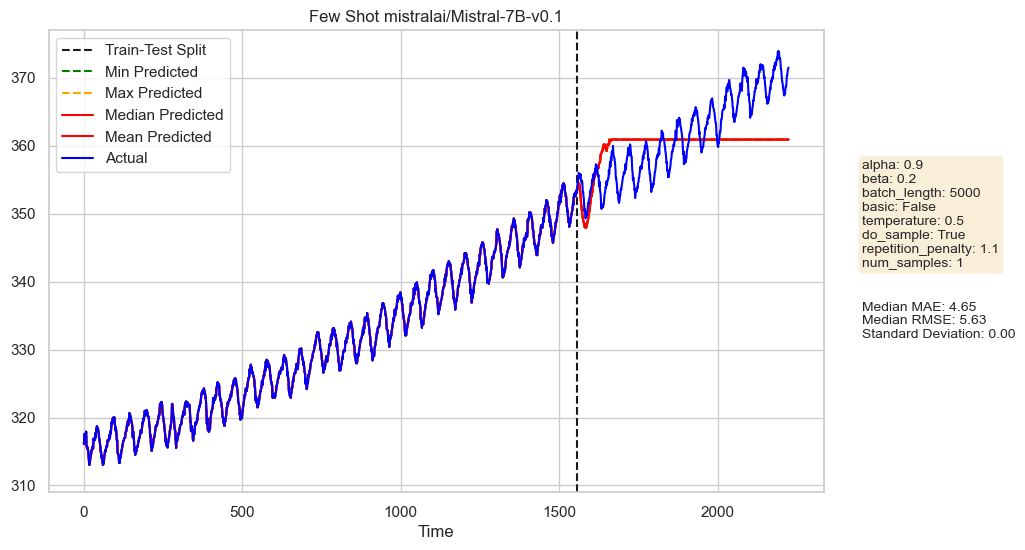 Few Shot mistralai/Mistral-7B-v0.1
Train-Test Split
Min Predicted
Max Predicted
Median Predicted
Mean Predicted
Actual
370
360
350
340
330
320
310
0
500
1000
1500
2000
Time
alpha: 0.9
beta: 0.2
batch_length: 5000
basic: False
temperature: 0.5
do_sample: True
repetition_penalty: 1.1
num_samples: 1
Median MAE: 4.65
Median RMSE: 5.63
Standard Deviation: 0.00